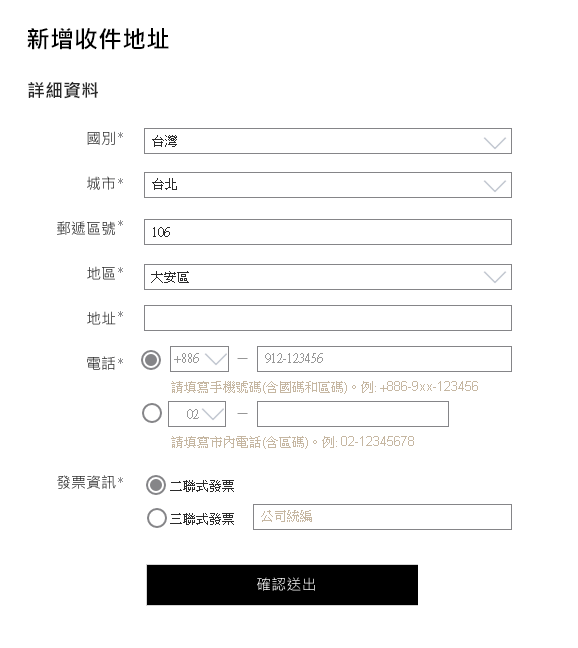 新增收件地址
詳細資料
國別* 台灣
城市* 台北
郵遞區號* 106
地區* 大安區
地址*
電話* +886 — 912-123456
請填寫手機號碼(含國碼和區碼)。例: +886-9xx-123456
02 —
請填寫市內電話(含區碼)。例: 02-12345678
發票資訊* 二聯式發票
三聯式發票 公司統編
確認送出